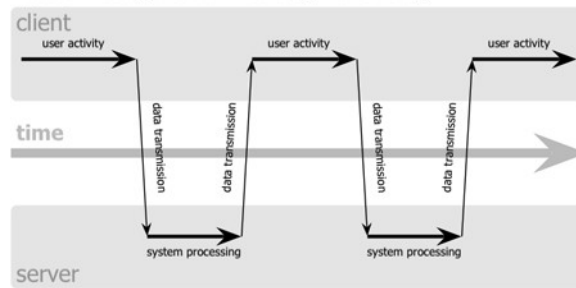 client
user activity
user activity
user activity
data transmission
data transmission
data transmission
data transmission
time
system processing
system processing
server